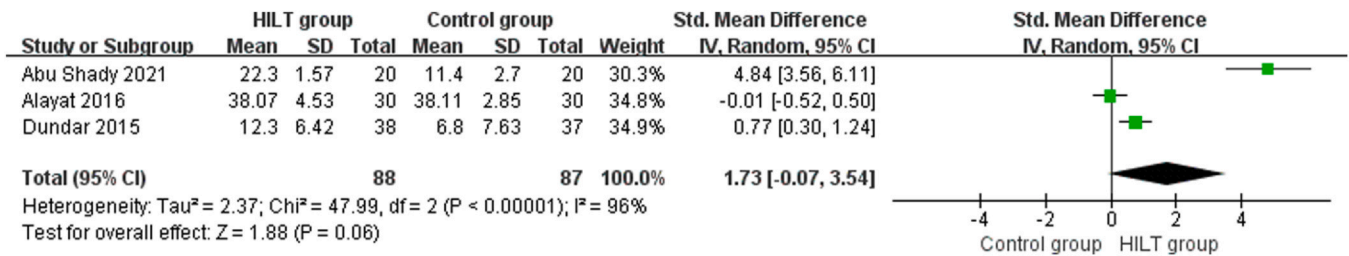 HILT group Control group Std. Mean Difference Std. Mean Difference
Study or Subgroup Mean SD Total Mean SD Total Weight IV, Random, 95% CI IV, Random, 95% CI
Abu Shady 2021 22.3 1.57 20 11.4 2.7 20 30.3% 4.84 [3.56, 6.11]
Alayat 2016 38.07 4.53 30 38.11 2.85 30 34.8% -0.01 [-0.52, 0.50]
Dundar 2015 12.3 6.42 38 6.8 7.63 37 34.9% 0.77 [0.30, 1.24]
Total (95% CI) 88 87 100.0% 1.73 [-0.07, 3.54]
Heterogeneity: Tau² = 2.37; Chi² = 47.99, df = 2 (P < 0.00001); I² = 96%
Test for overall effect: Z = 1.88 (P = 0.06)
-4 -2 0 2 4
Control group HILT group